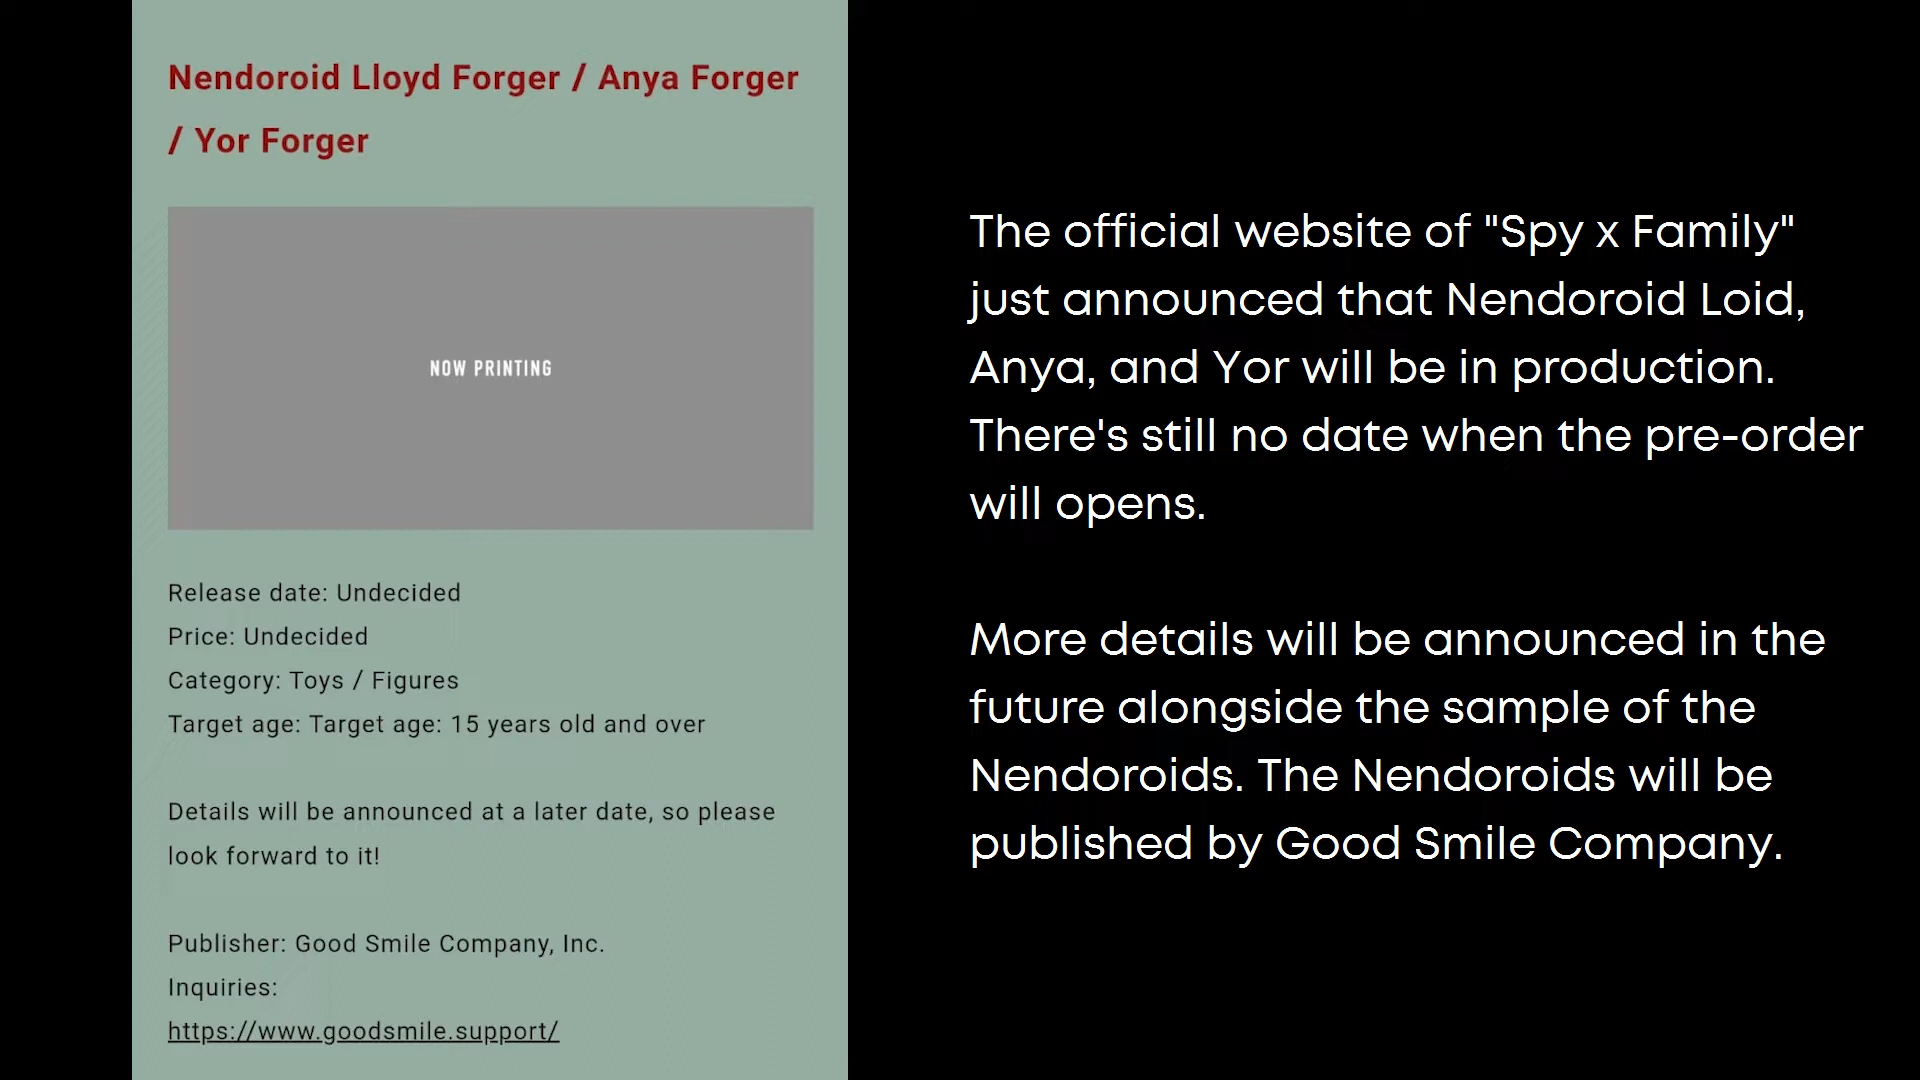 Nendoroid Lloyd Forger / Anya Forger
/ Yor Forger
NOW PRINTING
Release date: Undecided
Price: Undecided
Category: Toys / Figures
Target age: Target age: 15 years old and over
Details will be announced at a later date, so please
look forward to it!
Publisher: Good Smile Company, Inc.
Inquiries:
https://www.goodsmile.support/
The official website of "Spy x Family"
just announced that Nendoroid Loid,
Anya, and Yor will be in production.
There's still no date when the pre-order
will opens.
More details will be announced in the
future alongside the sample of the
Nendoroids. The Nendoroids will be
published by Good Smile Company.